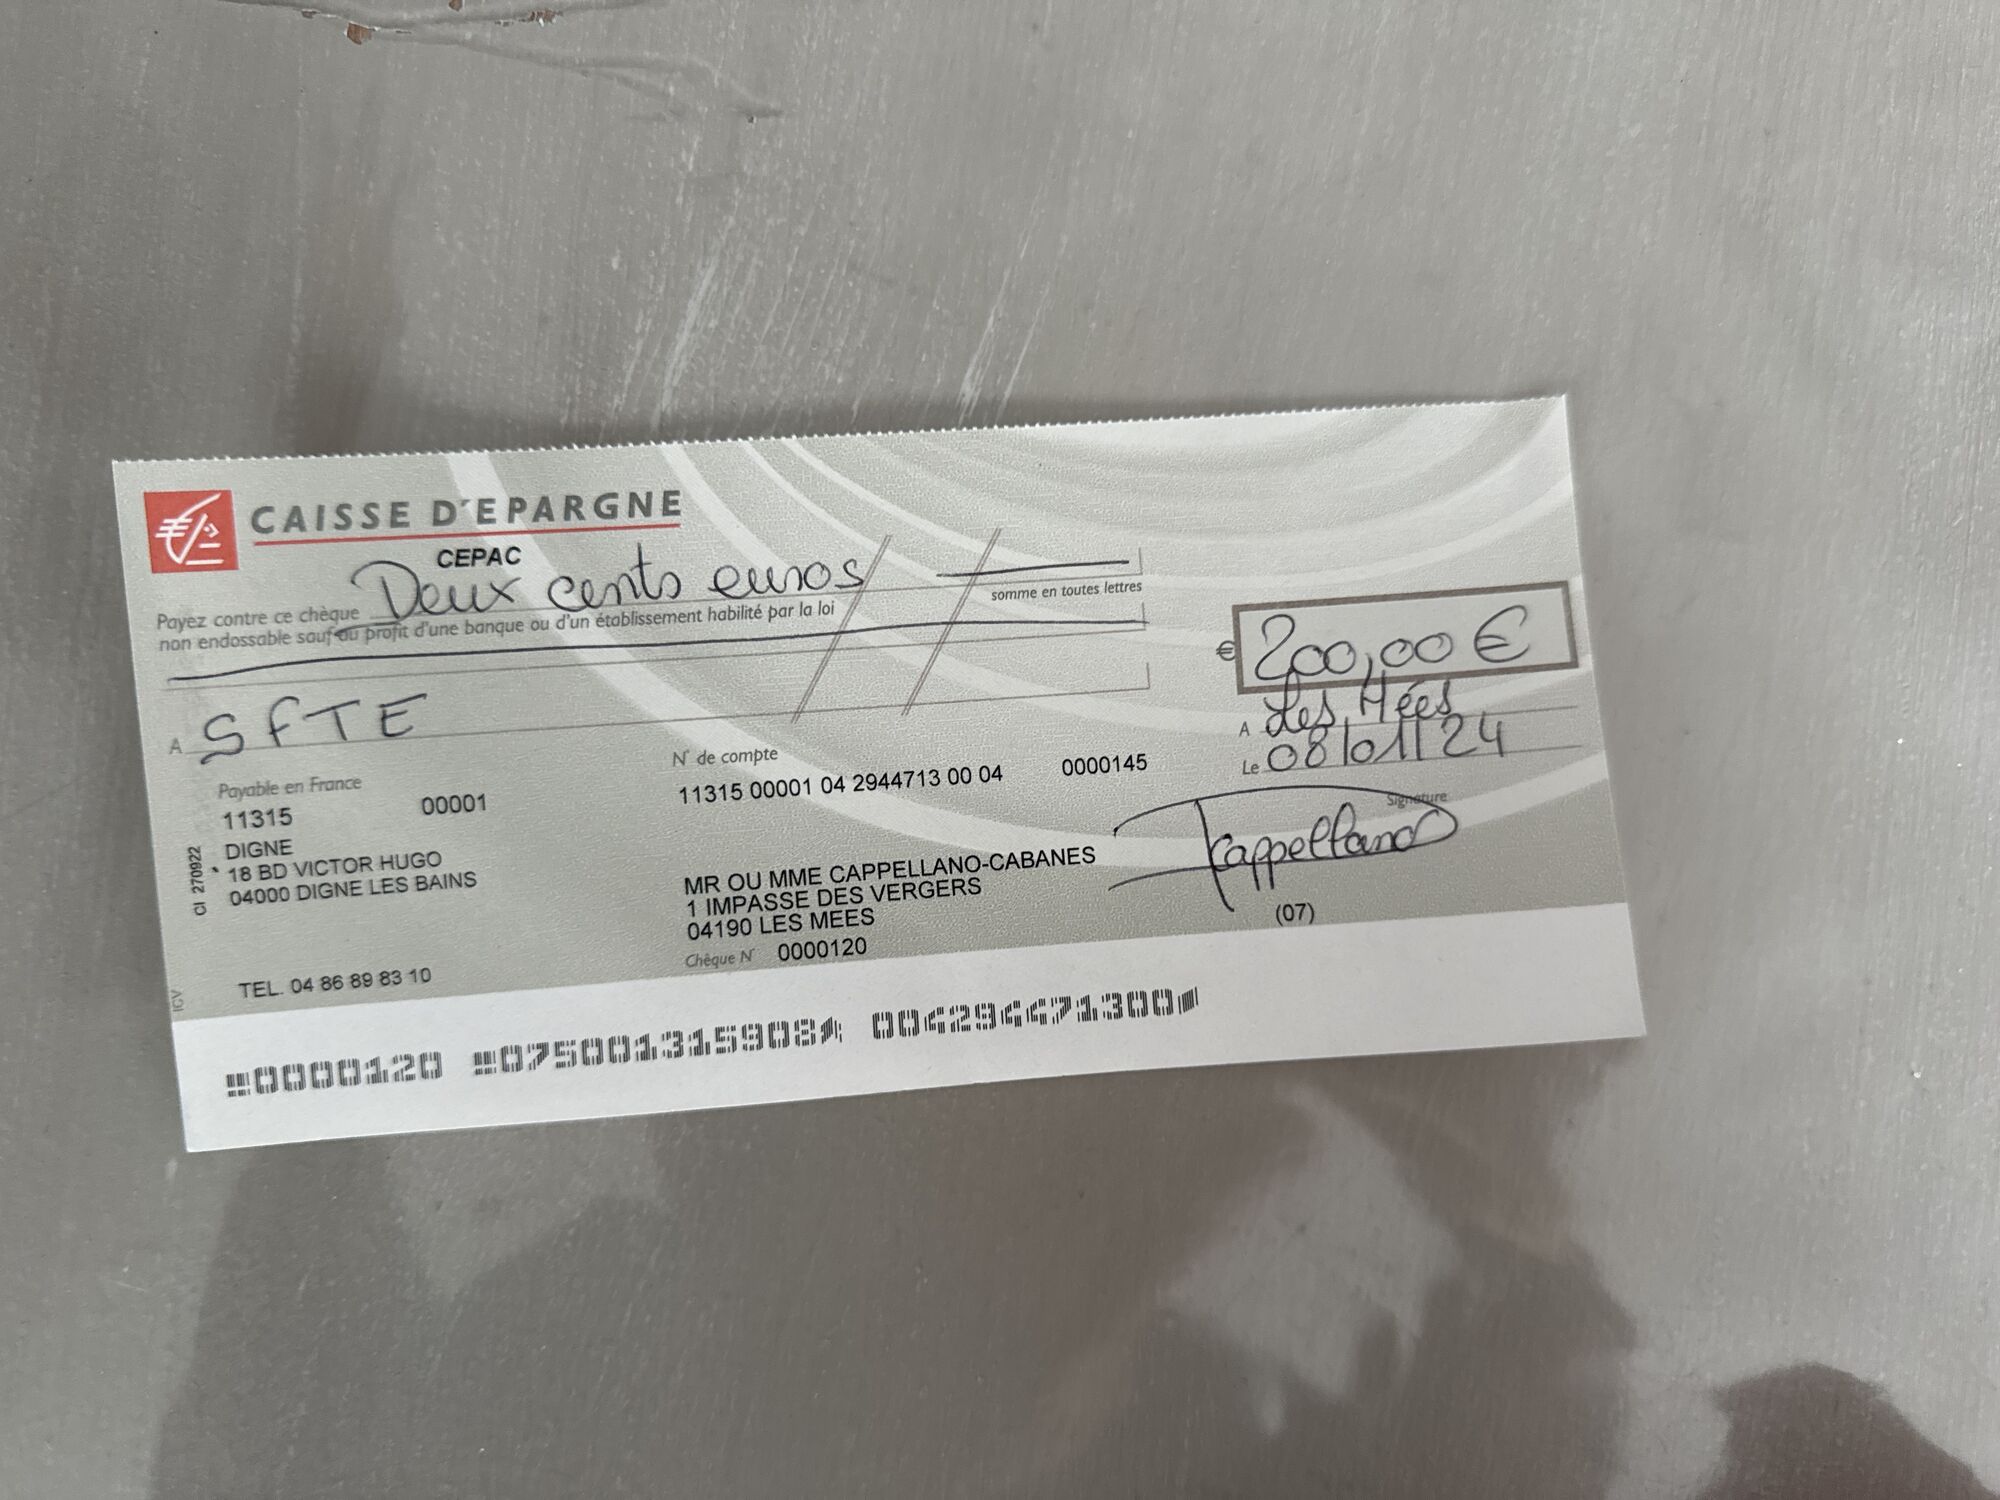 CAISSE D'EPARGNE
CEPAC
Payez contre ce chèque Deux cents euros
somme en toutes lettres
non endossable sauf au profit d'une banque ou d'un établissement habilité par la loi
€ 200,00 €
A SFTE
A Les Mées
Le 08/01/24
Payable en France
11315 00001
DIGNE
18 BD VICTOR HUGO
04000 DIGNE LES BAINS
TEL. 04 86 89 83 10
CI 270922
IGV
N° de compte
11315 00001 04 2944713 00 04 0000145
MR OU MME CAPPELLANO-CABANES
1 IMPASSE DES VERGERS
04190 LES MEES
Chèque N° 0000120
Signature
Cappellano
(07)
0000120 075001315908 004294471300